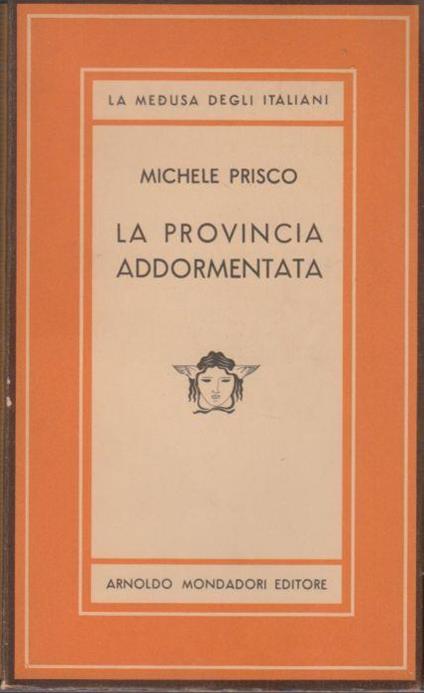 LA MEDUSA DEGLI ITALIANI
MICHELE PRISCO
LA PROVINCIA
ADDORMENTATA
ARNOLDO MONDADORI EDITORE